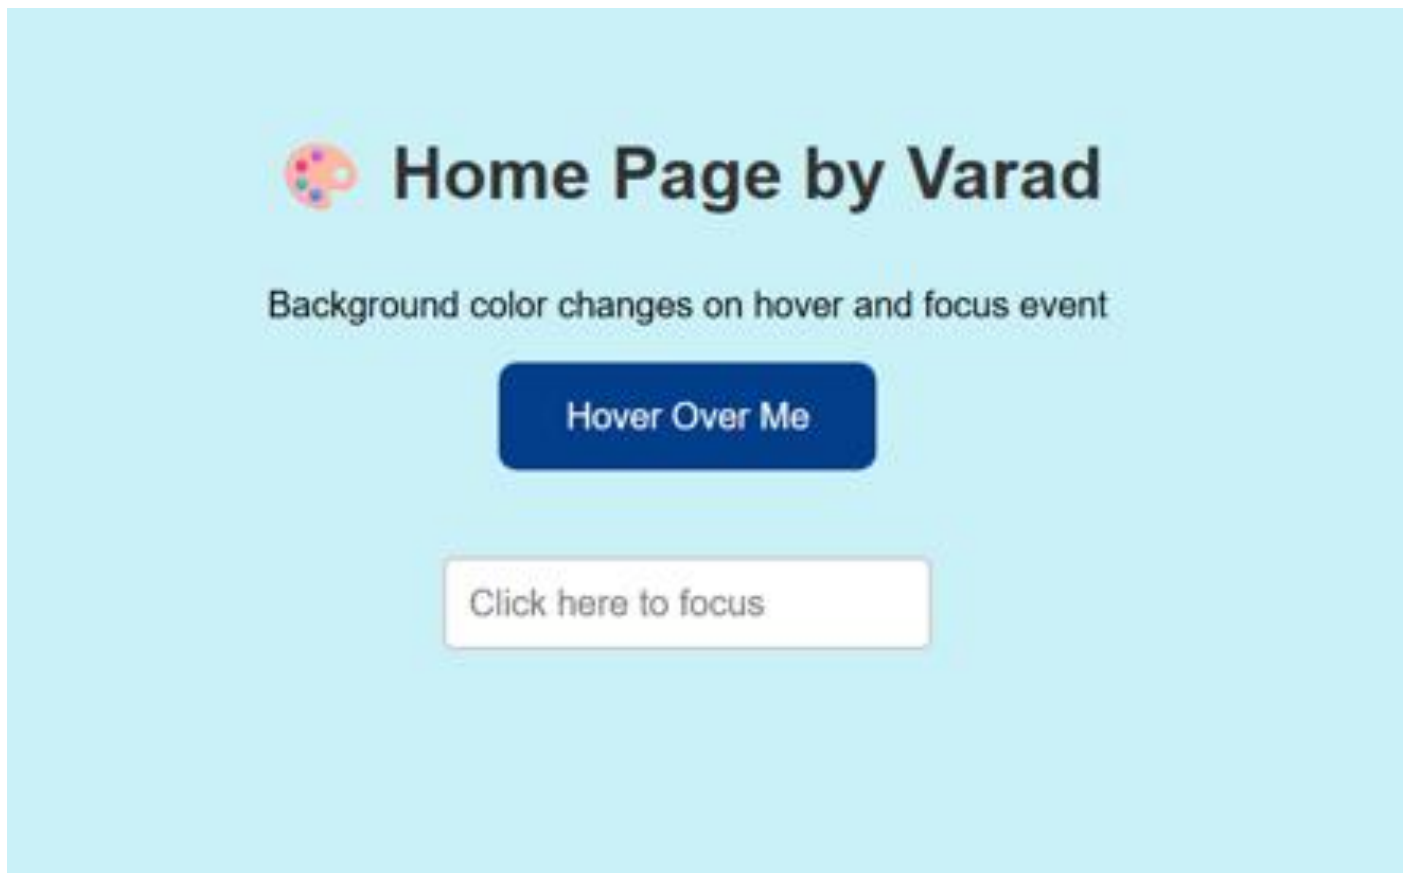 Home Page by Varad
Background color changes on hover and focus event
Hover Over Me
Click here to focus